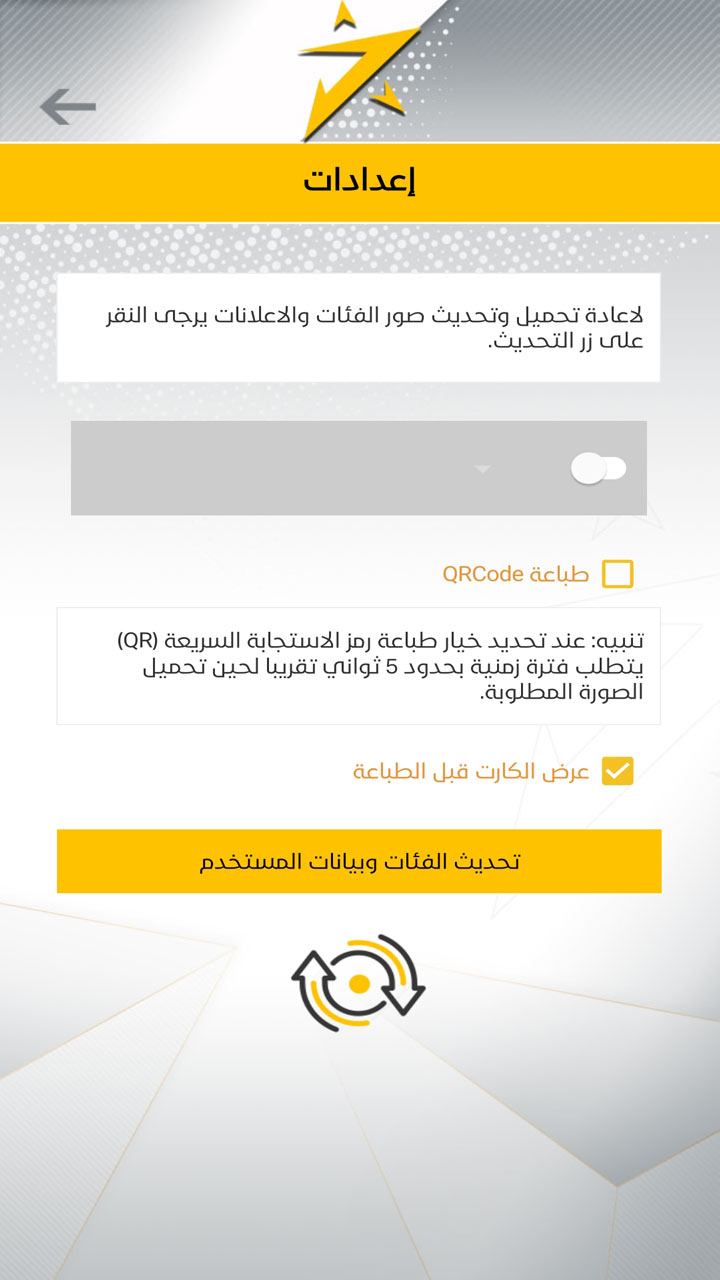 إعدادات
لاعادة تحميل وتحديث صور الفئات والاعلانات يرجى النقر
على زر التحديث.
طباعة QRCode
تنبيه: عند تحديد خيار طباعة رمز الاستجابة السريعة (QR)
يتطلب فترة زمنية بحدود 5 ثواني تقريبا لحين تحميل
الصورة المطلوبة.
عرض الكارت قبل الطباعة
تحديث الفئات وبيانات المستخدم